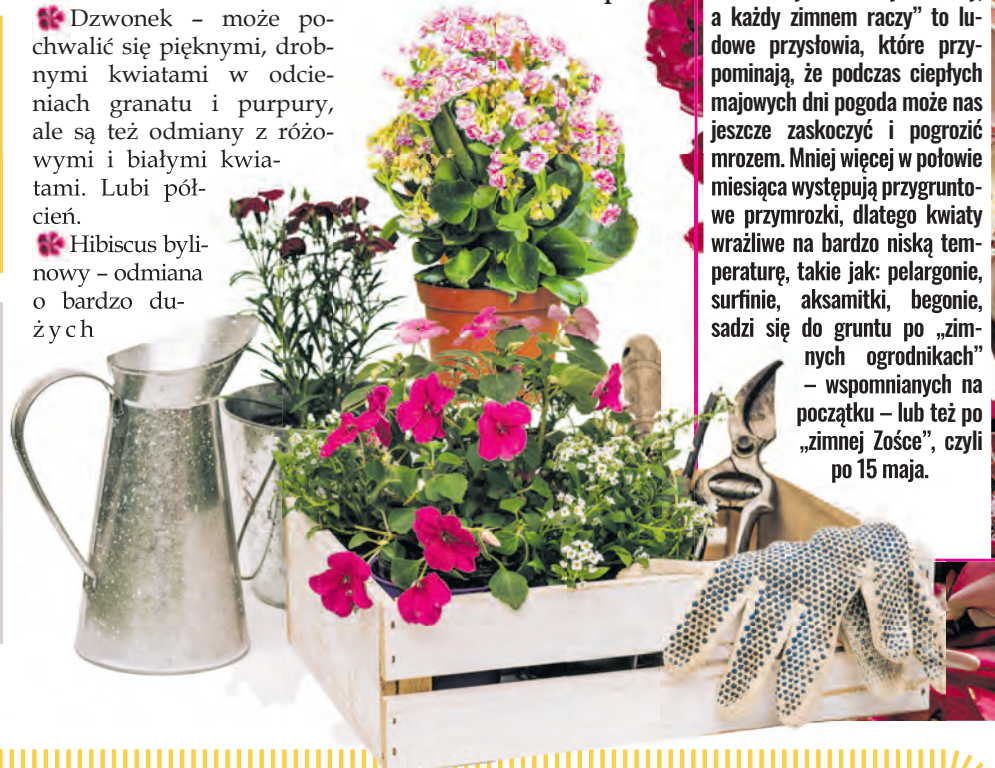 Dzwonek – może po-
chwalić się pięknymi, drob-
nymi kwiatami w odcie-
niach granatu i purpury,
ale są też odmiany z różo-
wymi i białymi kwia-
tami. Lubi pół-
cień.
Hibiscus byli-
nowy – odmiana
o bardzo du-
żych
a każdy zimnem raczy” to lu-
dowe przysłowia, które przy-
pominają, że podczas ciepłych
majowych dni pogoda może nas
jeszcze zaskoczyć i pogrozić
mrozem. Mniej więcej w połowie
miesiąca występują przygrunto-
we przymrozki, dlatego kwiaty
wrażliwe na bardzo niską tem-
peraturę, takie jak: pelargonie,
surfinie, aksamitki, begonie,
sadzi się do gruntu po „zim-
nych ogrodnikach”
– wspomnianych na
początku – lub też po
„zimnej Zośce”, czyli
po 15 maja.